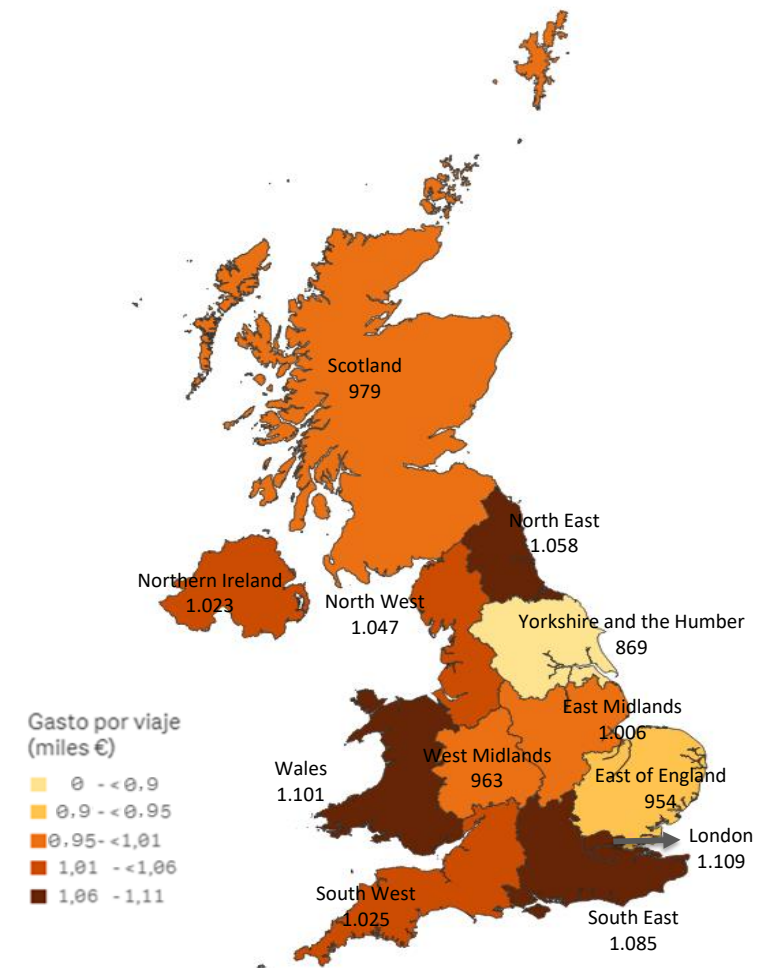 Scotland
979
North East
1.058
Northern Ireland
1.023
North West
1.047
Yorkshire and the Humber
869
East Midlands
1.006
West Midlands
963
East of England
954
Wales
1.101
London
1.109
South West
1.025
South East
1.085
Gasto por viaje
(miles €)
0 -<0,9
0,9 -<0,95
0,95-<1,01
1,01 -<1,06
1,06 -1,11